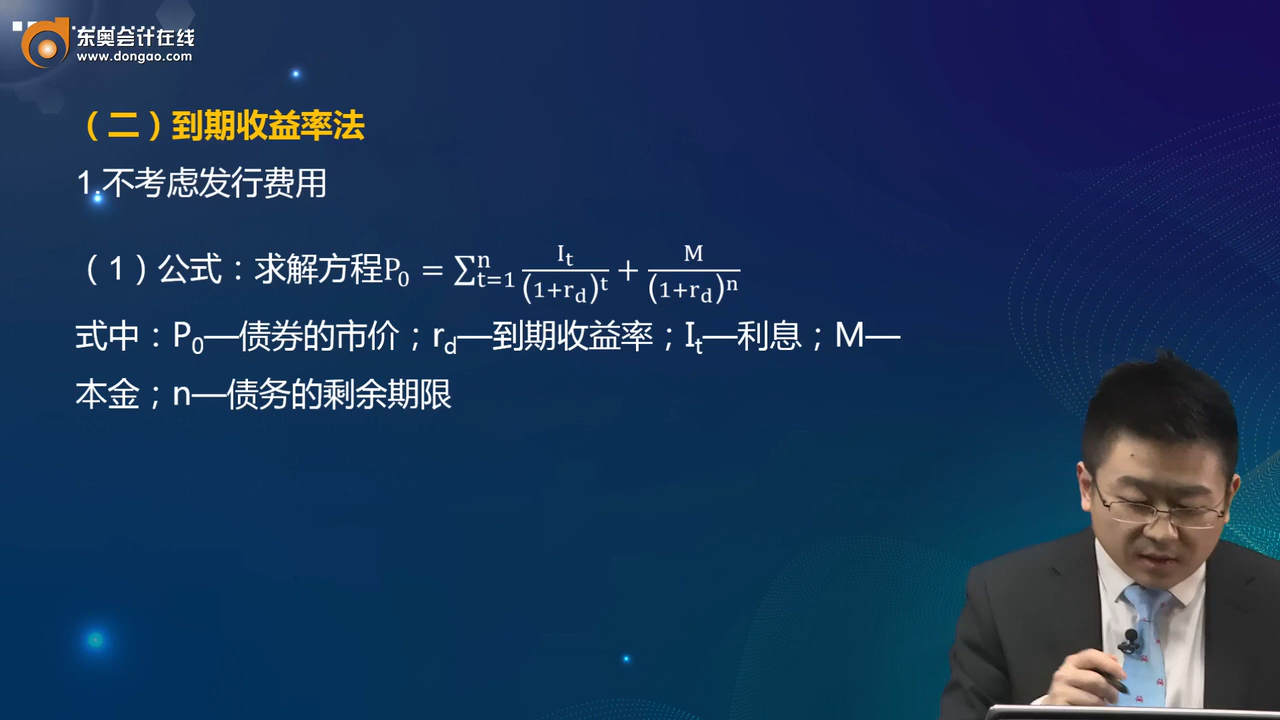 东奥会计在线
www.dongao.com
（二）到期收益率法
1.不考虑发行费用
（1）公式：求解方程P₀ = ∑ⁿₜ₌₁ Iₜ/(1+r_d)ᵗ + M/(1+r_d)ⁿ
式中：P₀—债券的市价；r_d—到期收益率；Iₜ—利息；M—
本金；n—债务的剩余期限